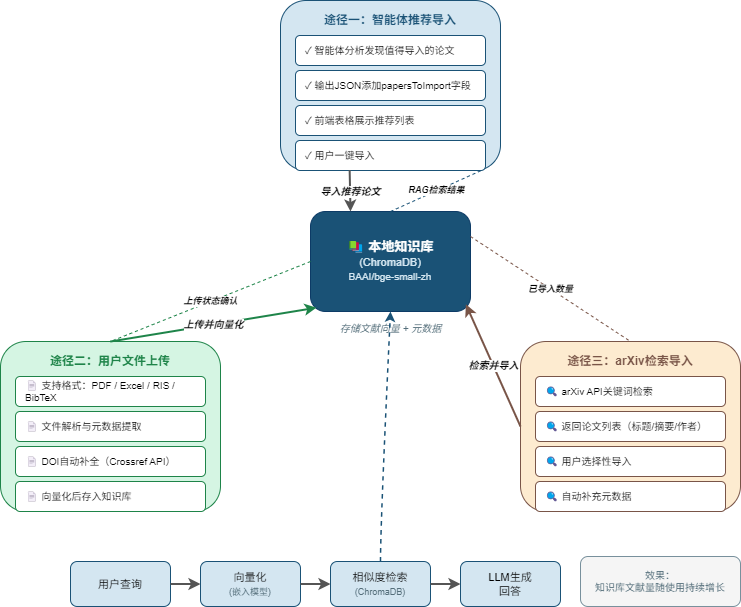 途径一：智能体推荐导入
✓ 智能体分析发现值得导入的论文
✓ 输出JSON添加papersToImport字段
✓ 前端表格展示推荐列表
✓ 用户一键导入
导入推荐论文
RAG检索结果
本地知识库
(ChromaDB)
BAAI/bge-small-zh
已导入数量
上传状态确认
上传并向量化
存储文献向量 + 元数据
检索并导入
途径二：用户文件上传
支持格式：PDF / Excel / RIS /
BibTeX
文件解析与元数据提取
DOI自动补全（Crossref API）
向量化后存入知识库
途径三：arXiv检索导入
arXiv API关键词检索
返回论文列表（标题/摘要/作者）
用户选择性导入
自动补充元数据
用户查询
向量化
(嵌入模型)
相似度检索
(ChromaDB)
LLM生成
回答
效果：
知识库文献量随使用持续增长